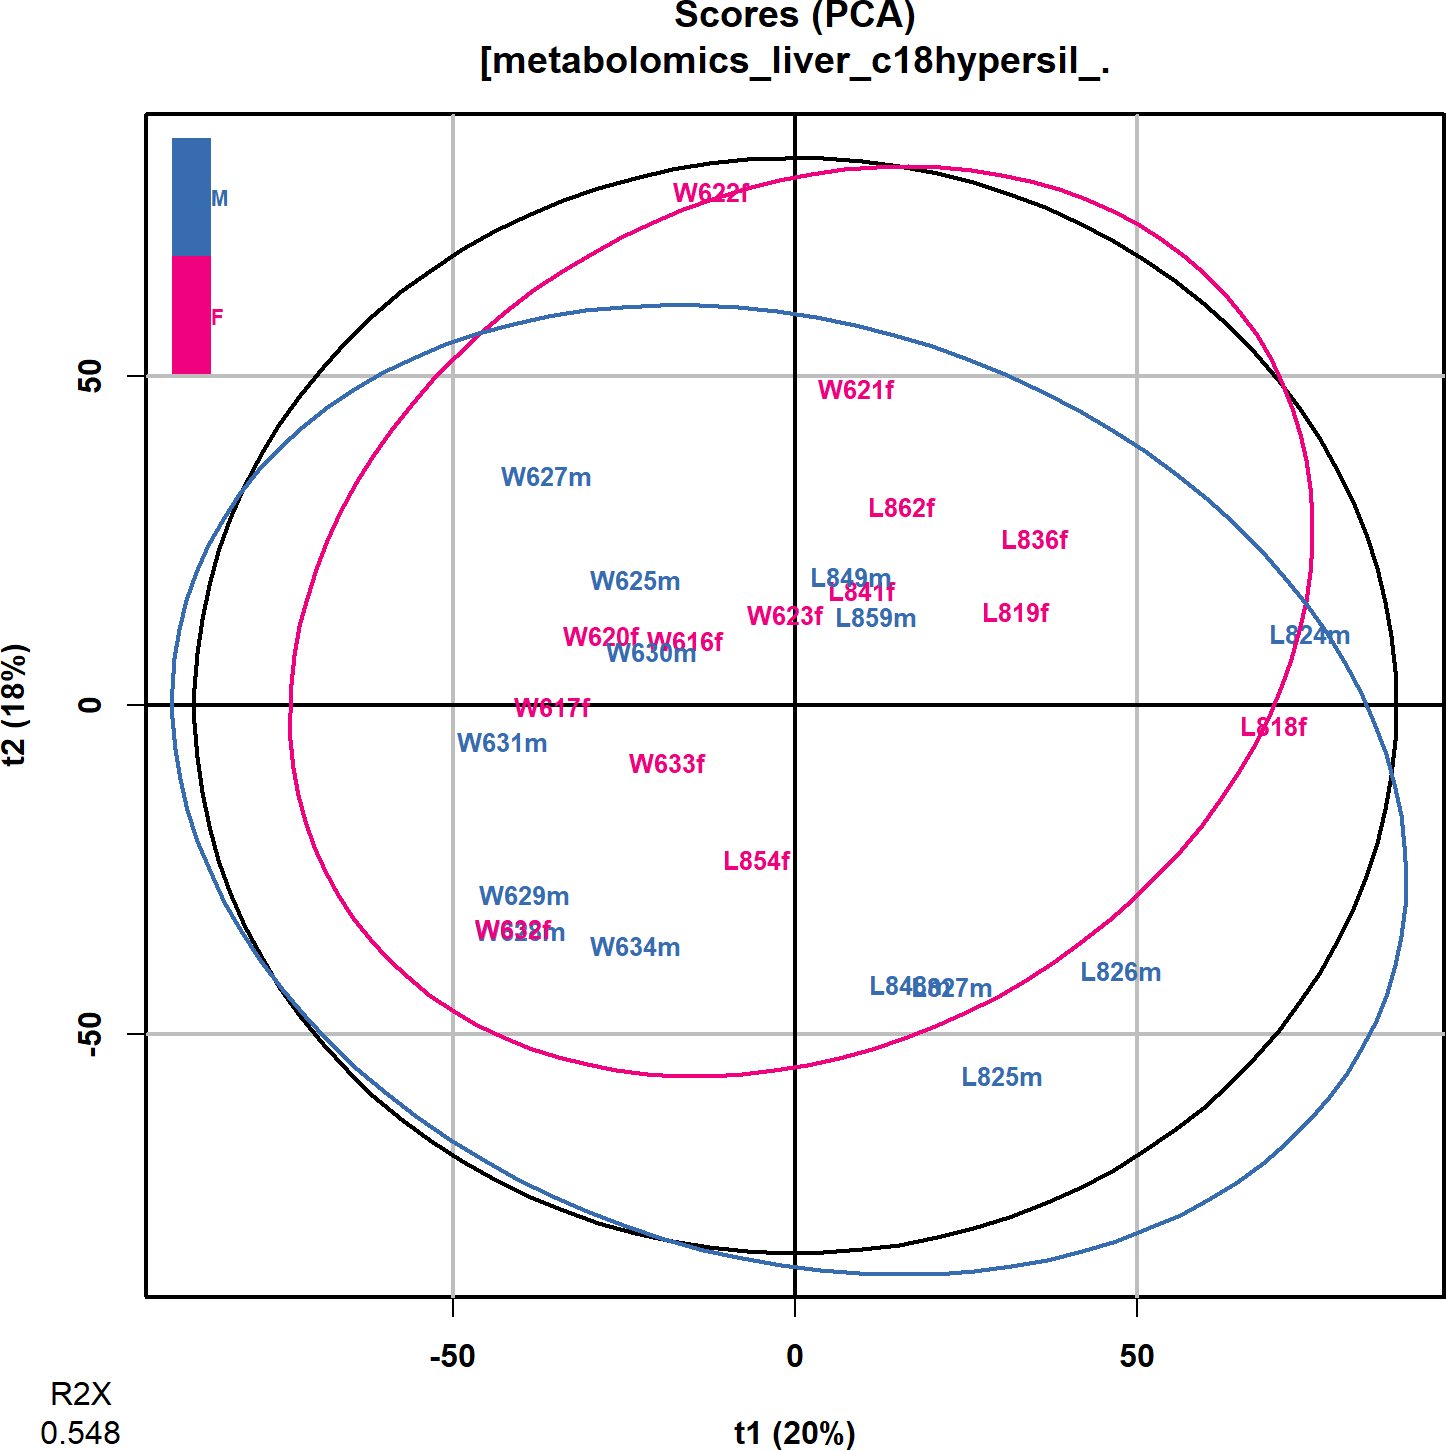 Scores (PCA)
[metabolomics_liver_c18hypersil_.
M
F
W622f
W621f
W627m
L862f
L836f
W625m
L849m
L841f
L859m
L819f
W623f
W620f
W616f
W630m
L824m
W617f
L818f
W631m
W633f
L854f
W629m
W632f
W634m
L826m
L827m
L825m
50
0
-50
t2 (18%)
-50
0
50
t1 (20%)
R2X
0.548